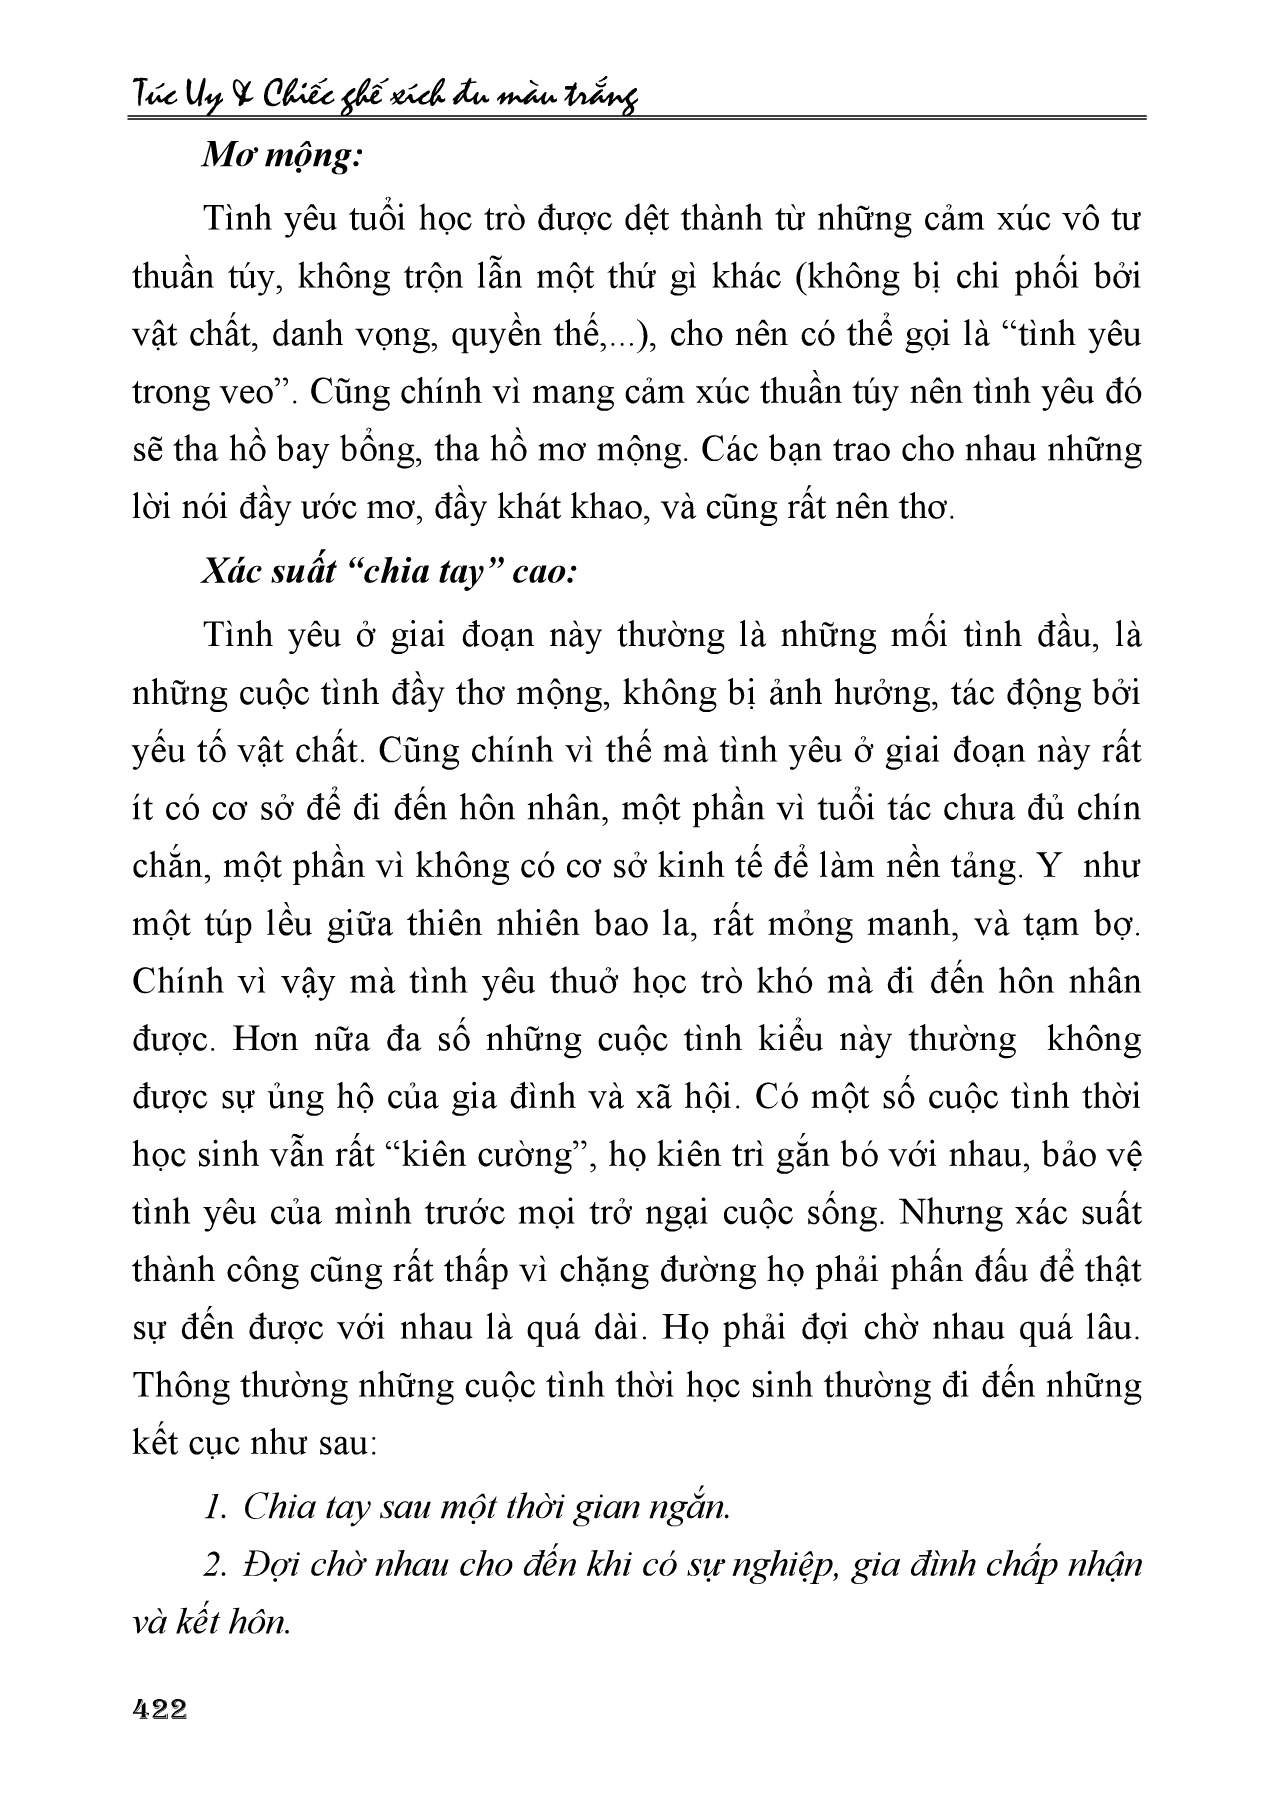 Túc Uy & Chiếc ghế xích đu màu trắng
Mơ mộng:
Tình yêu tuổi học trò được dệt thành từ những cảm xúc vô tư
thuần túy, không trộn lẫn một thứ gì khác (không bị chi phối bởi
vật chất, danh vọng, quyền thế,...), cho nên có thể gọi là “tình yêu
trong veo”. Cũng chính vì mang cảm xúc thuần túy nên tình yêu đó
sẽ tha hồ bay bổng, tha hồ mơ mộng. Các bạn trao cho nhau những
lời nói đầy ước mơ, đầy khát khao, và cũng rất nên thơ.
Xác suất “chia tay” cao:
Tình yêu ở giai đoạn này thường là những mối tình đầu, là
những cuộc tình đầy thơ mộng, không bị ảnh hưởng, tác động bởi
yếu tố vật chất. Cũng chính vì thế mà tình yêu ở giai đoạn này rất
ít có cơ sở để đi đến hôn nhân, một phần vì tuổi tác chưa đủ chín
chắn, một phần vì không có cơ sở kinh tế để làm nền tảng. Y  như
một túp lều giữa thiên nhiên bao la, rất mỏng manh, và tạm bợ.
Chính vì vậy mà tình yêu thuở học trò khó mà đi đến hôn nhân
được. Hơn nữa đa số những cuộc tình kiểu này thường  không
được sự ủng hộ của gia đình và xã hội. Có một số cuộc tình thời
học sinh vẫn rất “kiên cường”, họ kiên trì gắn bó với nhau, bảo vệ
tình yêu của mình trước mọi trở ngại cuộc sống. Nhưng xác suất
thành công cũng rất thấp vì chặng đường họ phải phấn đấu để thật
sự đến được với nhau là quá dài. Họ phải đợi chờ nhau quá lâu.
Thông thường những cuộc tình thời học sinh thường đi đến những
kết cục như sau:
1. Chia tay sau một thời gian ngắn.
2. Đợi chờ nhau cho đến khi có sự nghiệp, gia đình chấp nhận
và kết hôn.
422